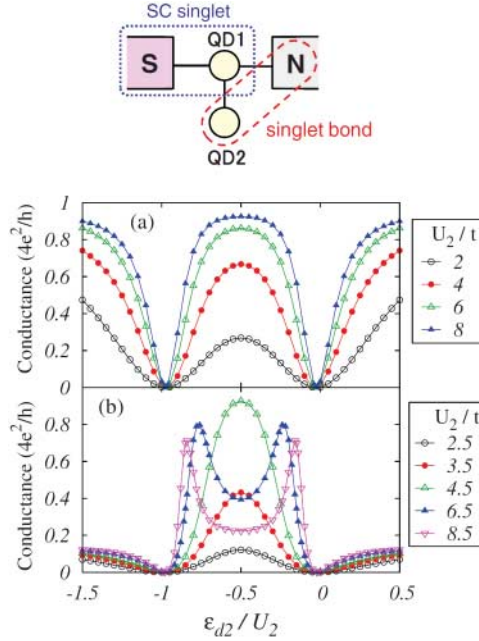 SC singlet
QD1
S
N
singlet bond
QD2
1
0.8
0.6
0.4
0.2
0
Conductance (4e²/h)
(a)
U₂ / t
2
4
6
8
0.8
0.6
0.4
0.2
0
Conductance (4e²/h)
(b)
U₂ / t
2.5
3.5
4.5
6.5
8.5
-1.5 -1 -0.5 0 0.5
ε_d2 / U₂